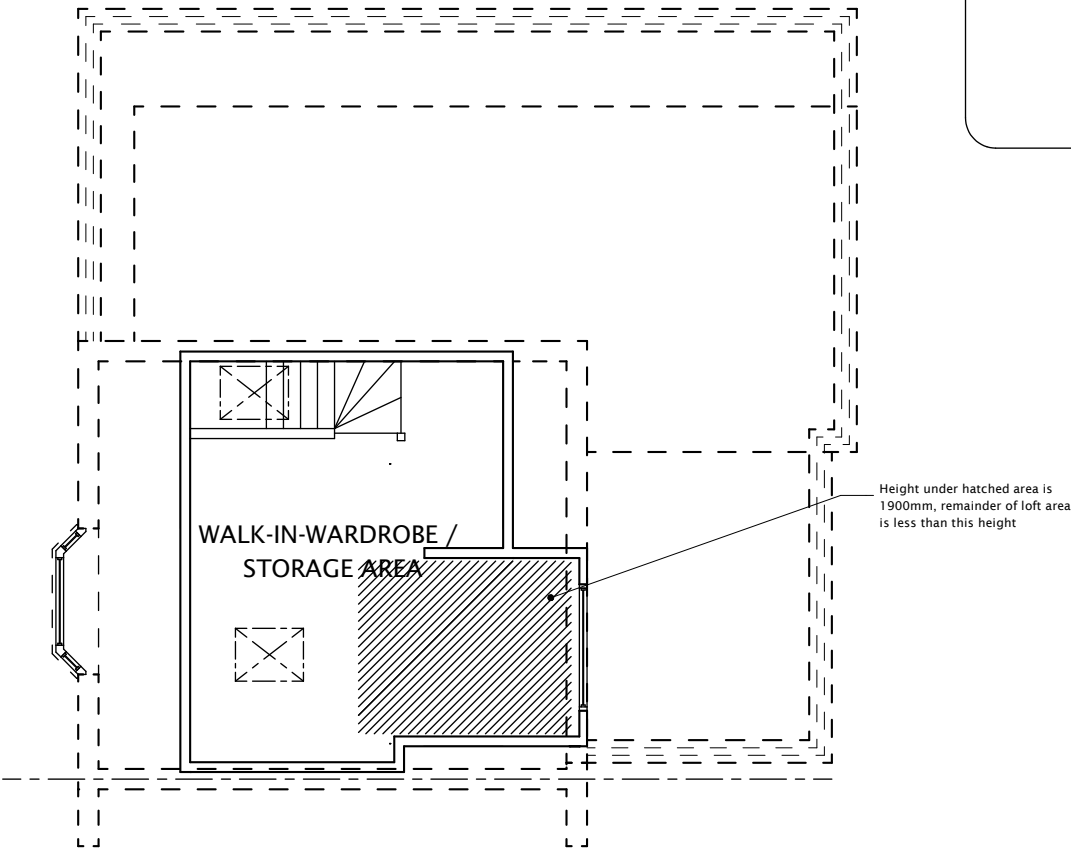 WALK-IN-WARDROBE /
STORAGE AREA
Height under hatched area is
1900mm, remainder of loft area
is less than this height